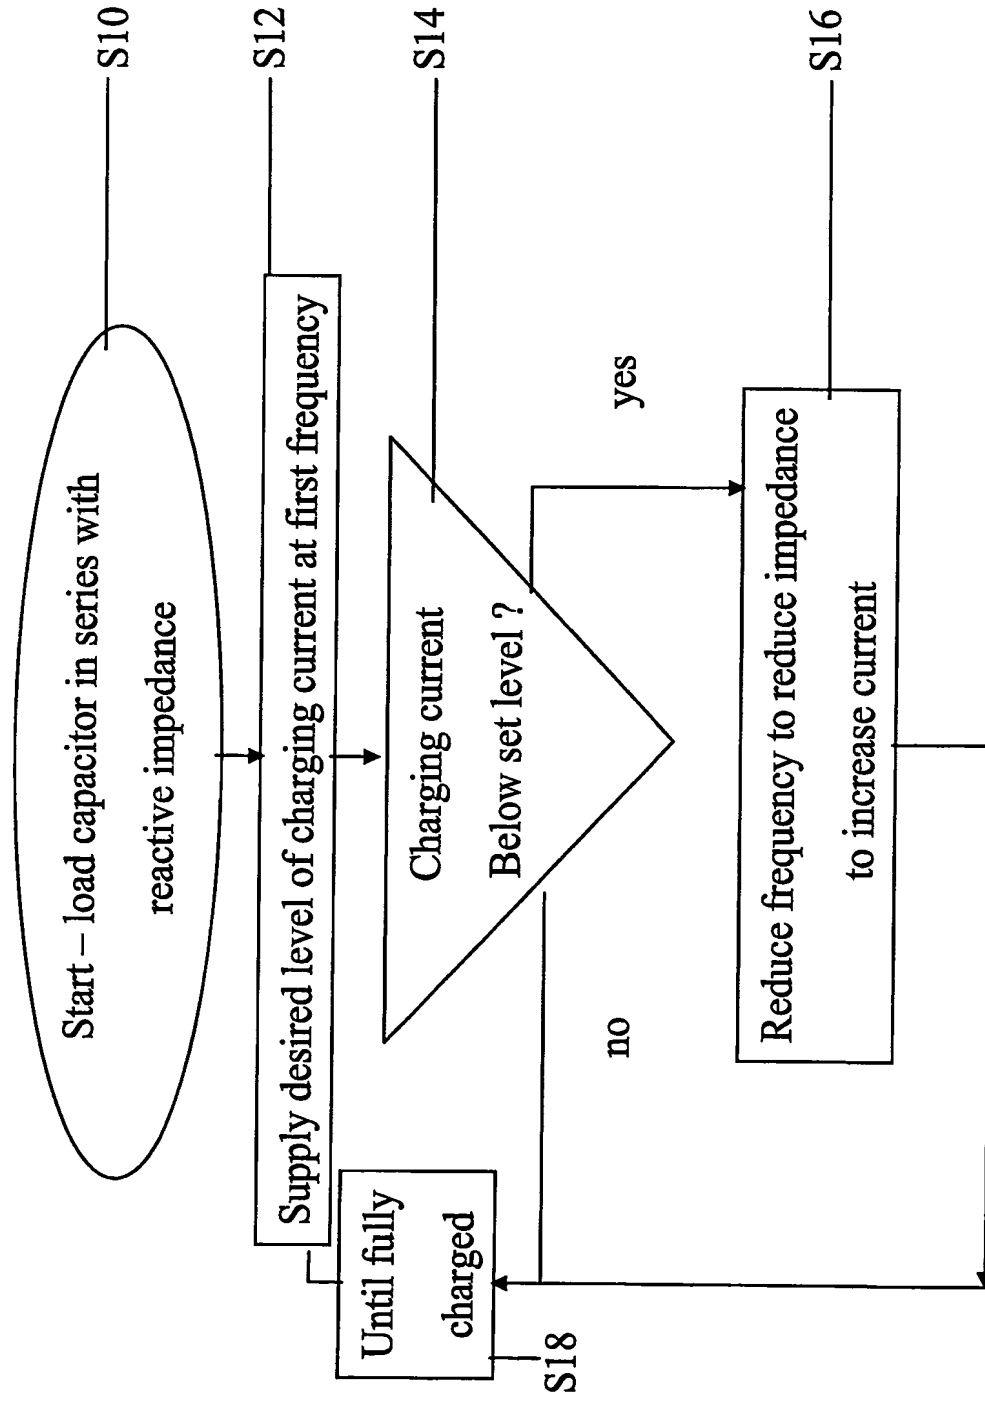 Start – load capacitor in series with
reactive impedance
S10
Supply desired level of charging current at first frequency
S12
Charging current
Below set level ?
S14
yes
no
Reduce frequency to reduce impedance
to increase current
S16
Until fully
charged
S18